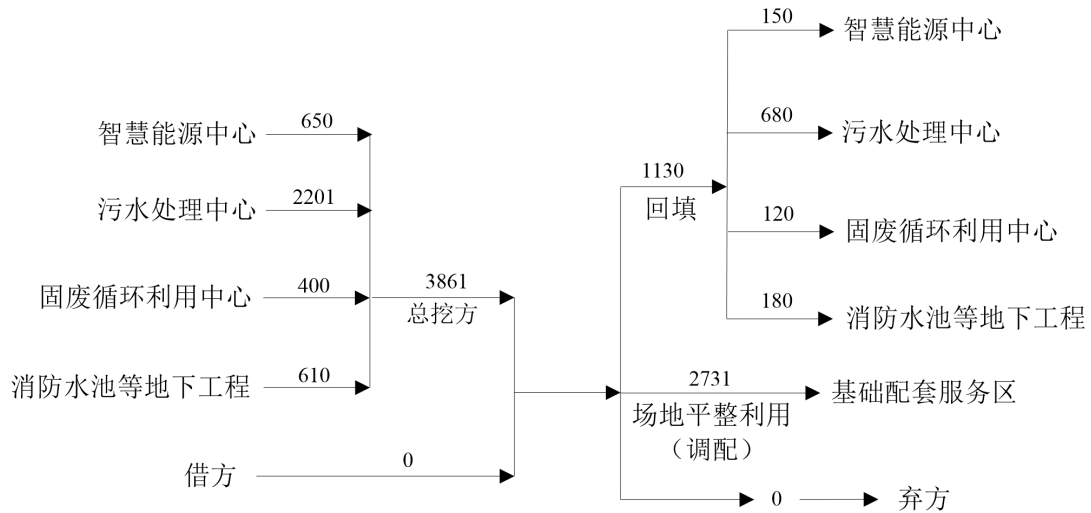 智慧能源中心
650
污水处理中心
2201
固废循环利用中心
400
消防水池等地下工程
610
3861
总挖方
借方
0
1130
回填
150
智慧能源中心
680
污水处理中心
120
固废循环利用中心
180
消防水池等地下工程
2731
场地平整利用
（调配）
基础配套服务区
0
弃方